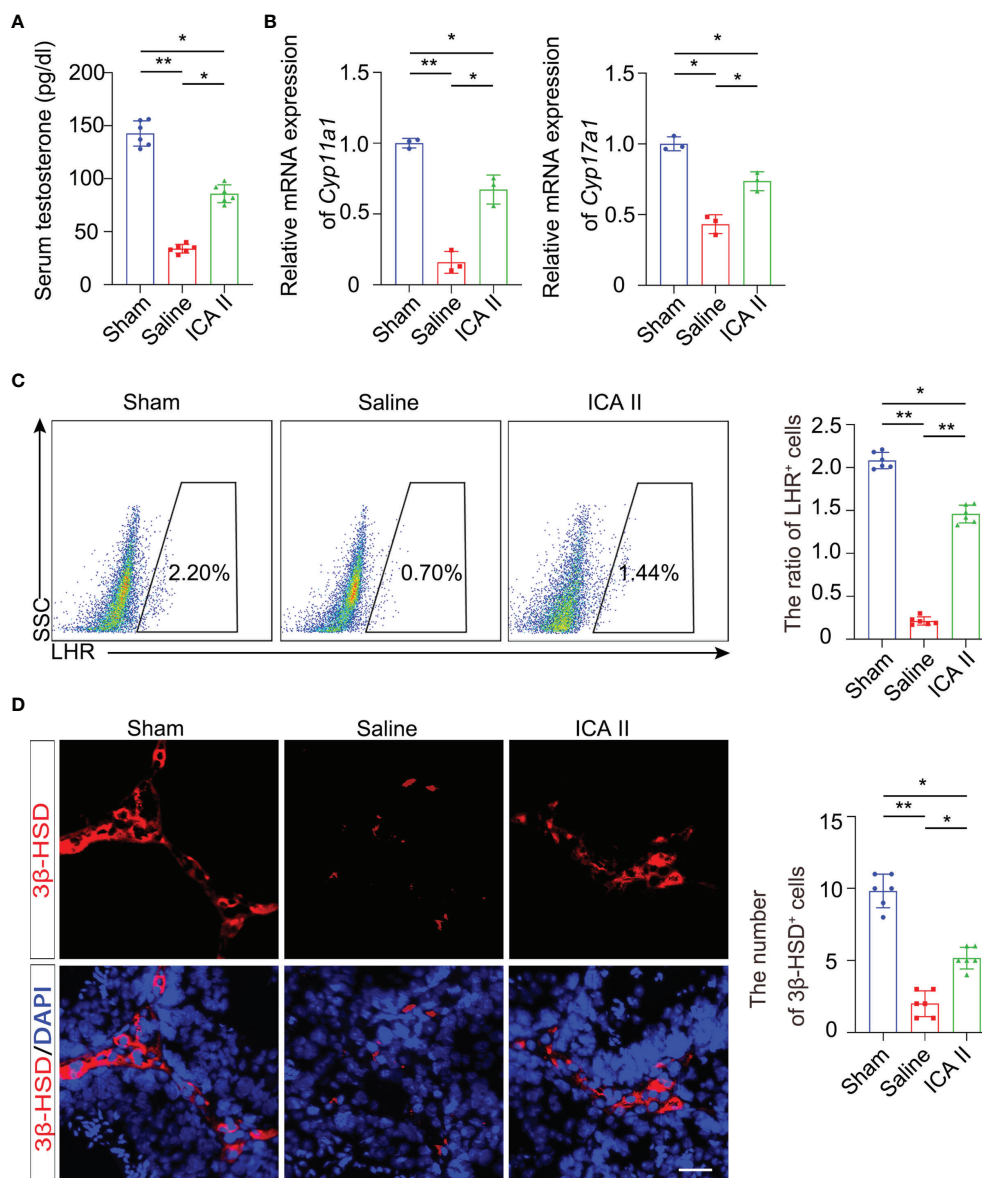 A
Serum testosterone (pg/dl)
200
150
100
50
0
*
**
*
Sham
Saline
ICA II
B
Relative mRNA expression
of Cyp11a1
1.5
1.0
0.5
0
*
**
*
Sham
Saline
ICA II
Relative mRNA expression
of Cyp17a1
1.5
1.0
0.5
0
*
*
*
Sham
Saline
ICA II
C
Sham
Saline
ICA II
SSC
2.20%
0.70%
1.44%
LHR
The ratio of LHR⁺ cells
2.5
2.0
1.5
1.0
0.5
0
*
**
**
Sham
Saline
ICA II
D
Sham
Saline
ICA II
3β-HSD
3β-HSD/DAPI
The number
of 3β-HSD⁺ cells
15
10
5
0
*
**
*
Sham
Saline
ICA II